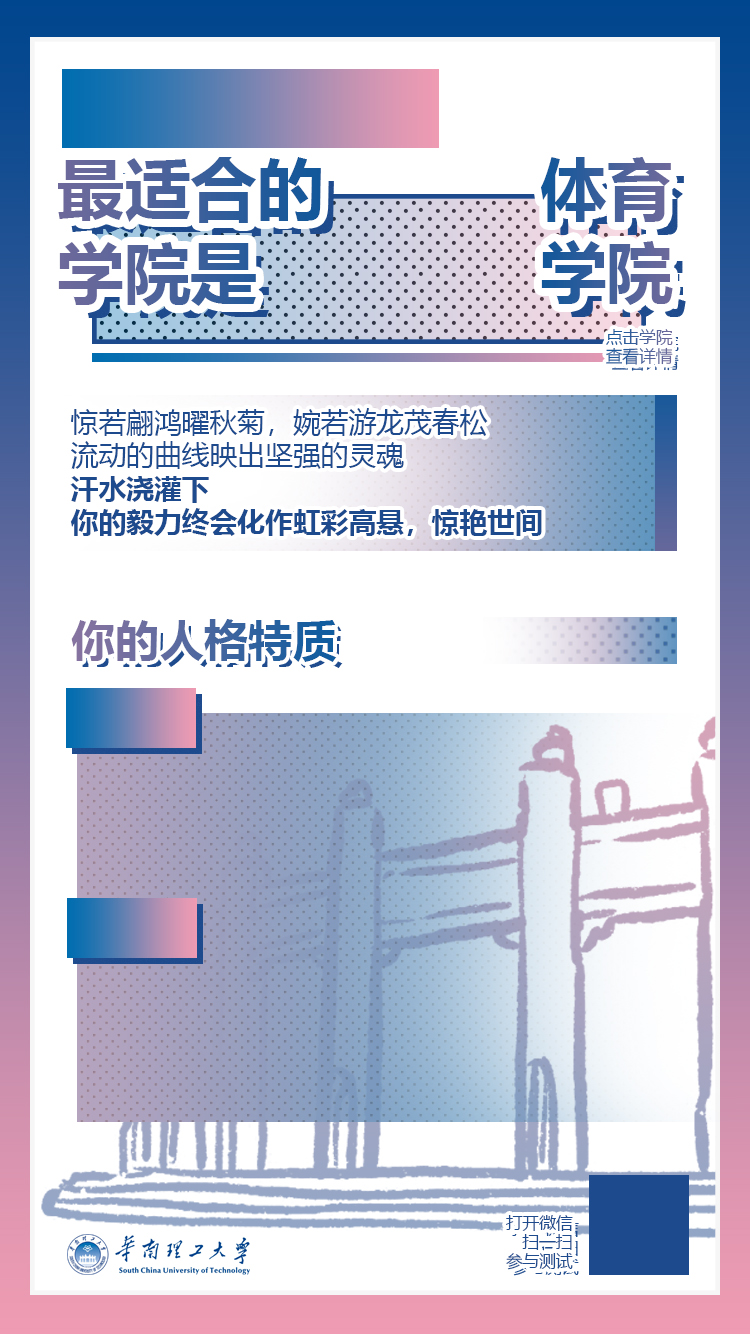 最适合的
学院是
体育
学院
点击学院
查看详情
惊若翩鸿曜秋菊，婉若游龙茂春松
流动的曲线映出坚强的灵魂
汗水浇灌下
你的毅力终会化作虹彩高悬，惊艳世间
你的人格特质
华南理工大学
South China University of Technology
打开微信
扫一扫
参与测试